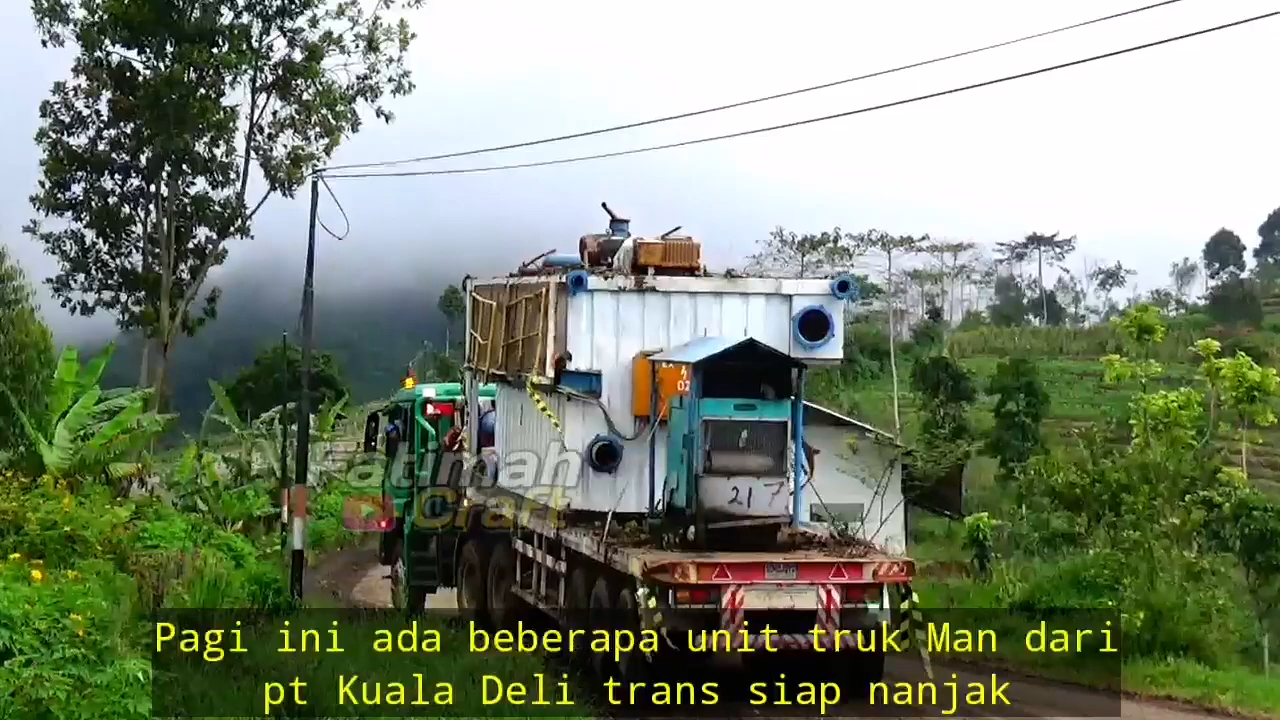 Fatimah
Craft
217
Pagi ini ada beberapa unit truk Man dari
pt Kuala Deli trans siap nanjak